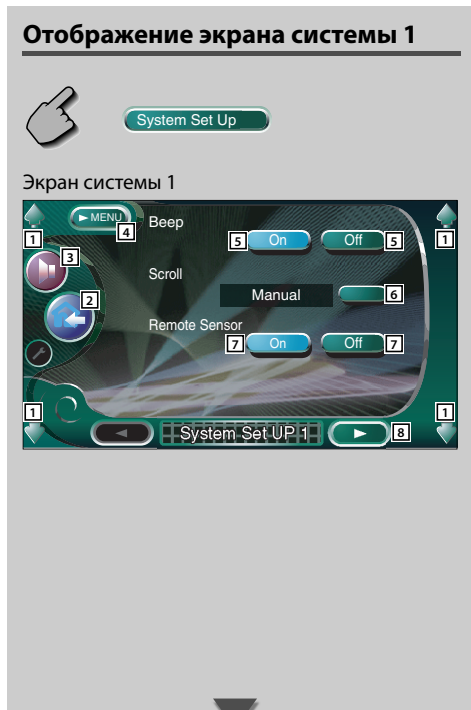 Отображение экрана системы 1
System Set Up
Экран системы 1
► MENU
4
Beep
1
1
5 On Off 5
3
Scroll
2
Manual 6
Remote Sensor
7 On Off 7
1
1
◄ System Set UP 1 ► 8